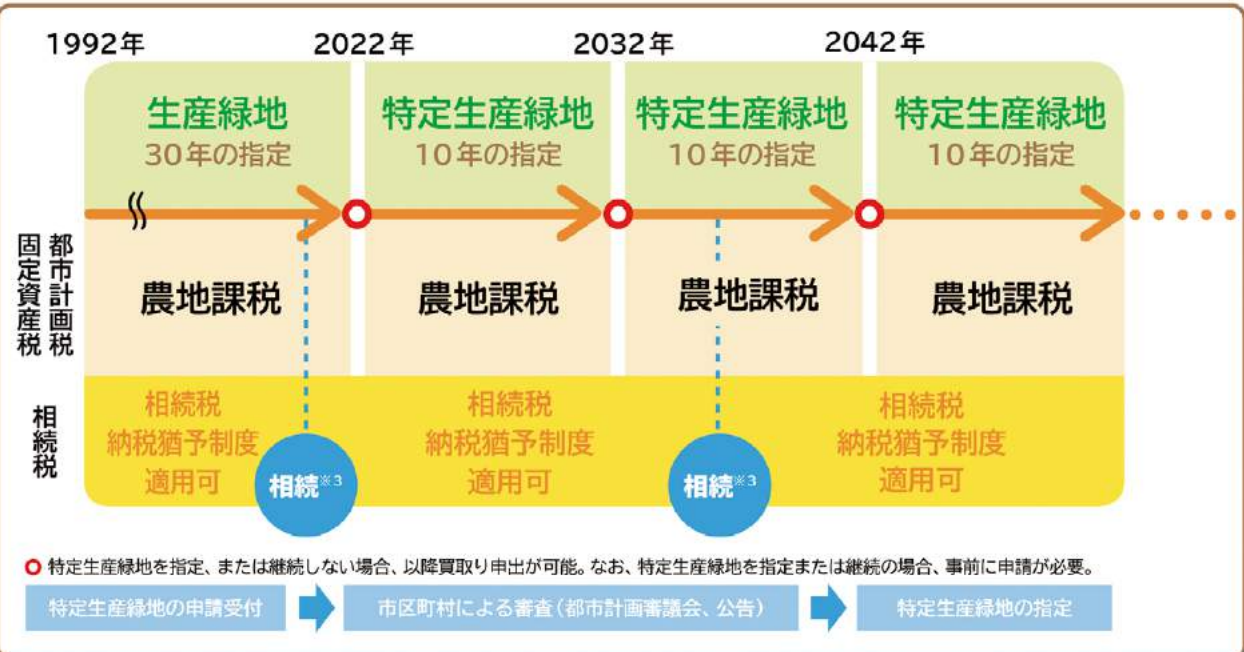 1992年
2022年
2032年
2042年
生産緑地
30年の指定
特定生産緑地
10年の指定
特定生産緑地
10年の指定
特定生産緑地
10年の指定
都市計画税
固定資産税
農地課税
農地課税
農地課税
農地課税
相続税
相続税
納税猶予制度
適用可
相続※3
相続税
納税猶予制度
適用可
相続※3
相続税
納税猶予制度
適用可
特定生産緑地を指定、または継続しない場合、以降買取り申出が可能。なお、特定生産緑地を指定または継続の場合、事前に申請が必要。
特定生産緑地の申請受付
市区町村による審査(都市計画審議会、公告)
特定生産緑地の指定